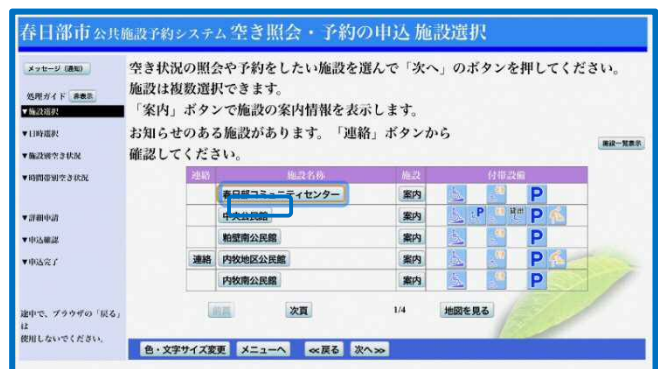 春日部市公共施設予約システム 空き照会・予約の申込 施設選択
メッセージ（通知）
空き状況の照会や予約をしたい施設を選んで「次へ」のボタンを押してください。
施設は複数選択できます。
「案内」ボタンで施設の案内情報を表示します。
お知らせのある施設があります。「連絡」ボタンから
確認してください。
施設一覧表示
処理ガイド 非表示
▼施設選択
▼日時選択
▼施設別空き状況
▼時間帯別空き状況
▼詳細申請
▼申込確認
▼申込完了
途中で、ブラウザの「戻る」
は
使用しないでください。
連絡 施設名称 施設 付帯設備
春日部コミュニティセンター 案内 P
中央公民館 案内 P 貸出 P
粕壁南公民館 案内 P
連絡 内牧地区公民館 案内 P
内牧南公民館 案内 P
前頁 次頁 1/4 地図を見る
色・文字サイズ変更 メニューへ ≪戻る 次へ≫